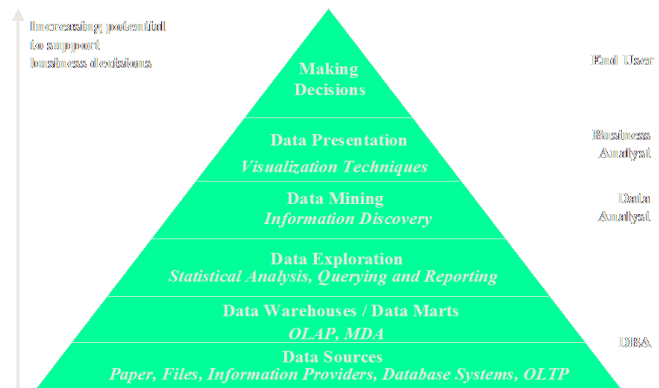 Increasing potential
to support
business decisions
Making
Decisions
End User
Data Presentation
Visualization Techniques
Business
Analyst
Data Mining
Information Discovery
Data
Analyst
Data Exploration
Statistical Analysis, Querying and Reporting
Data Warehouses / Data Marts
OLAP, MDA
DBA
Data Sources
Paper, Files, Information Providers, Database Systems, OLTP